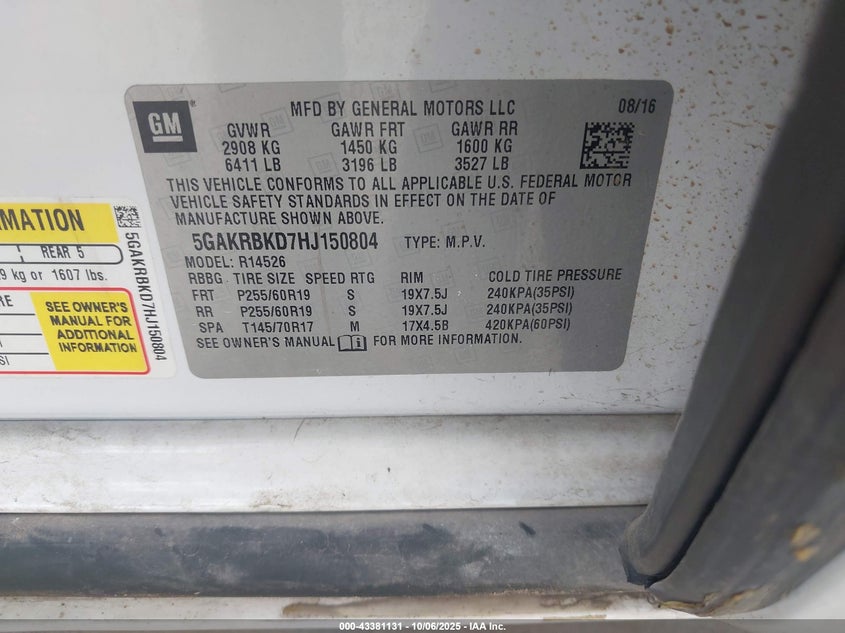 GM
MFD BY GENERAL MOTORS LLC 08/16
GVWR GAWR FRT GAWR RR
2908 KG 1450 KG 1600 KG
6411 LB 3196 LB 3527 LB
THIS VEHICLE CONFORMS TO ALL APPLICABLE U.S. FEDERAL MOTOR
VEHICLE SAFETY STANDARDS IN EFFECT ON THE DATE OF
MANUFACTURE SHOWN ABOVE.
5GAKRBKD7HJ150804 TYPE: M.P.V.
MODEL: R14526
RBBG TIRE SIZE SPEED RTG RIM COLD TIRE PRESSURE
FRT P255/60R19 S 19X7.5J 240KPA(35PSI)
RR P255/60R19 S 19X7.5J 240KPA(35PSI)
SPA T145/70R17 M 17X4.5B 420KPA(60PSI)
SEE OWNER'S MANUAL FOR MORE INFORMATION.
REAR 5
kg or 1607 lbs.
SEE OWNER'S
MANUAL FOR
ADDITIONAL
INFORMATION
5GAKRBKD7HJ150804
000-43381131 - 10/06/2025 - IAA Inc.